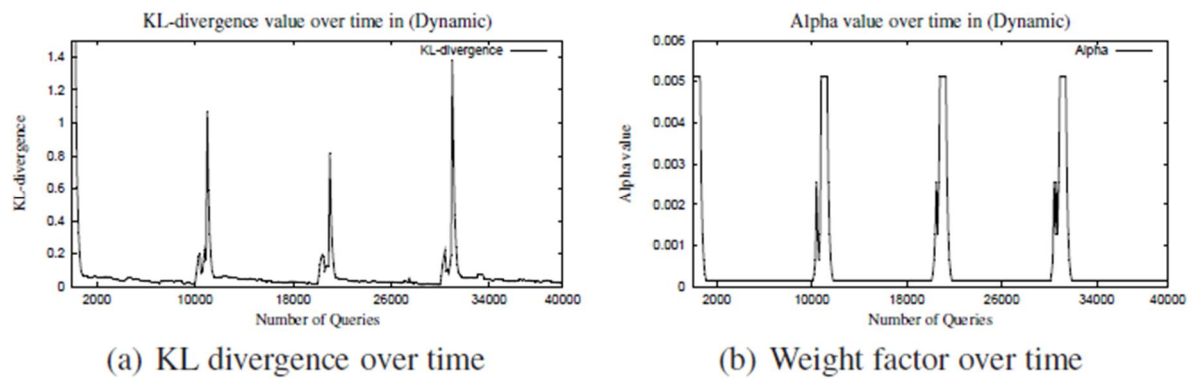 KL-divergence value over time in (Dynamic)
KL-divergence
1.4
1.2
1
0.8
0.6
0.4
0.2
0
KL-divergence
2000 10000 18000 26000 34000 40000
Number of Queries
(a) KL divergence over time
Alpha value over time in (Dynamic)
Alpha
0.006
0.005
0.004
0.003
0.002
0.001
0
Alpha value
2000 10000 18000 26000 34000 40000
Number of Queries
(b) Weight factor over time